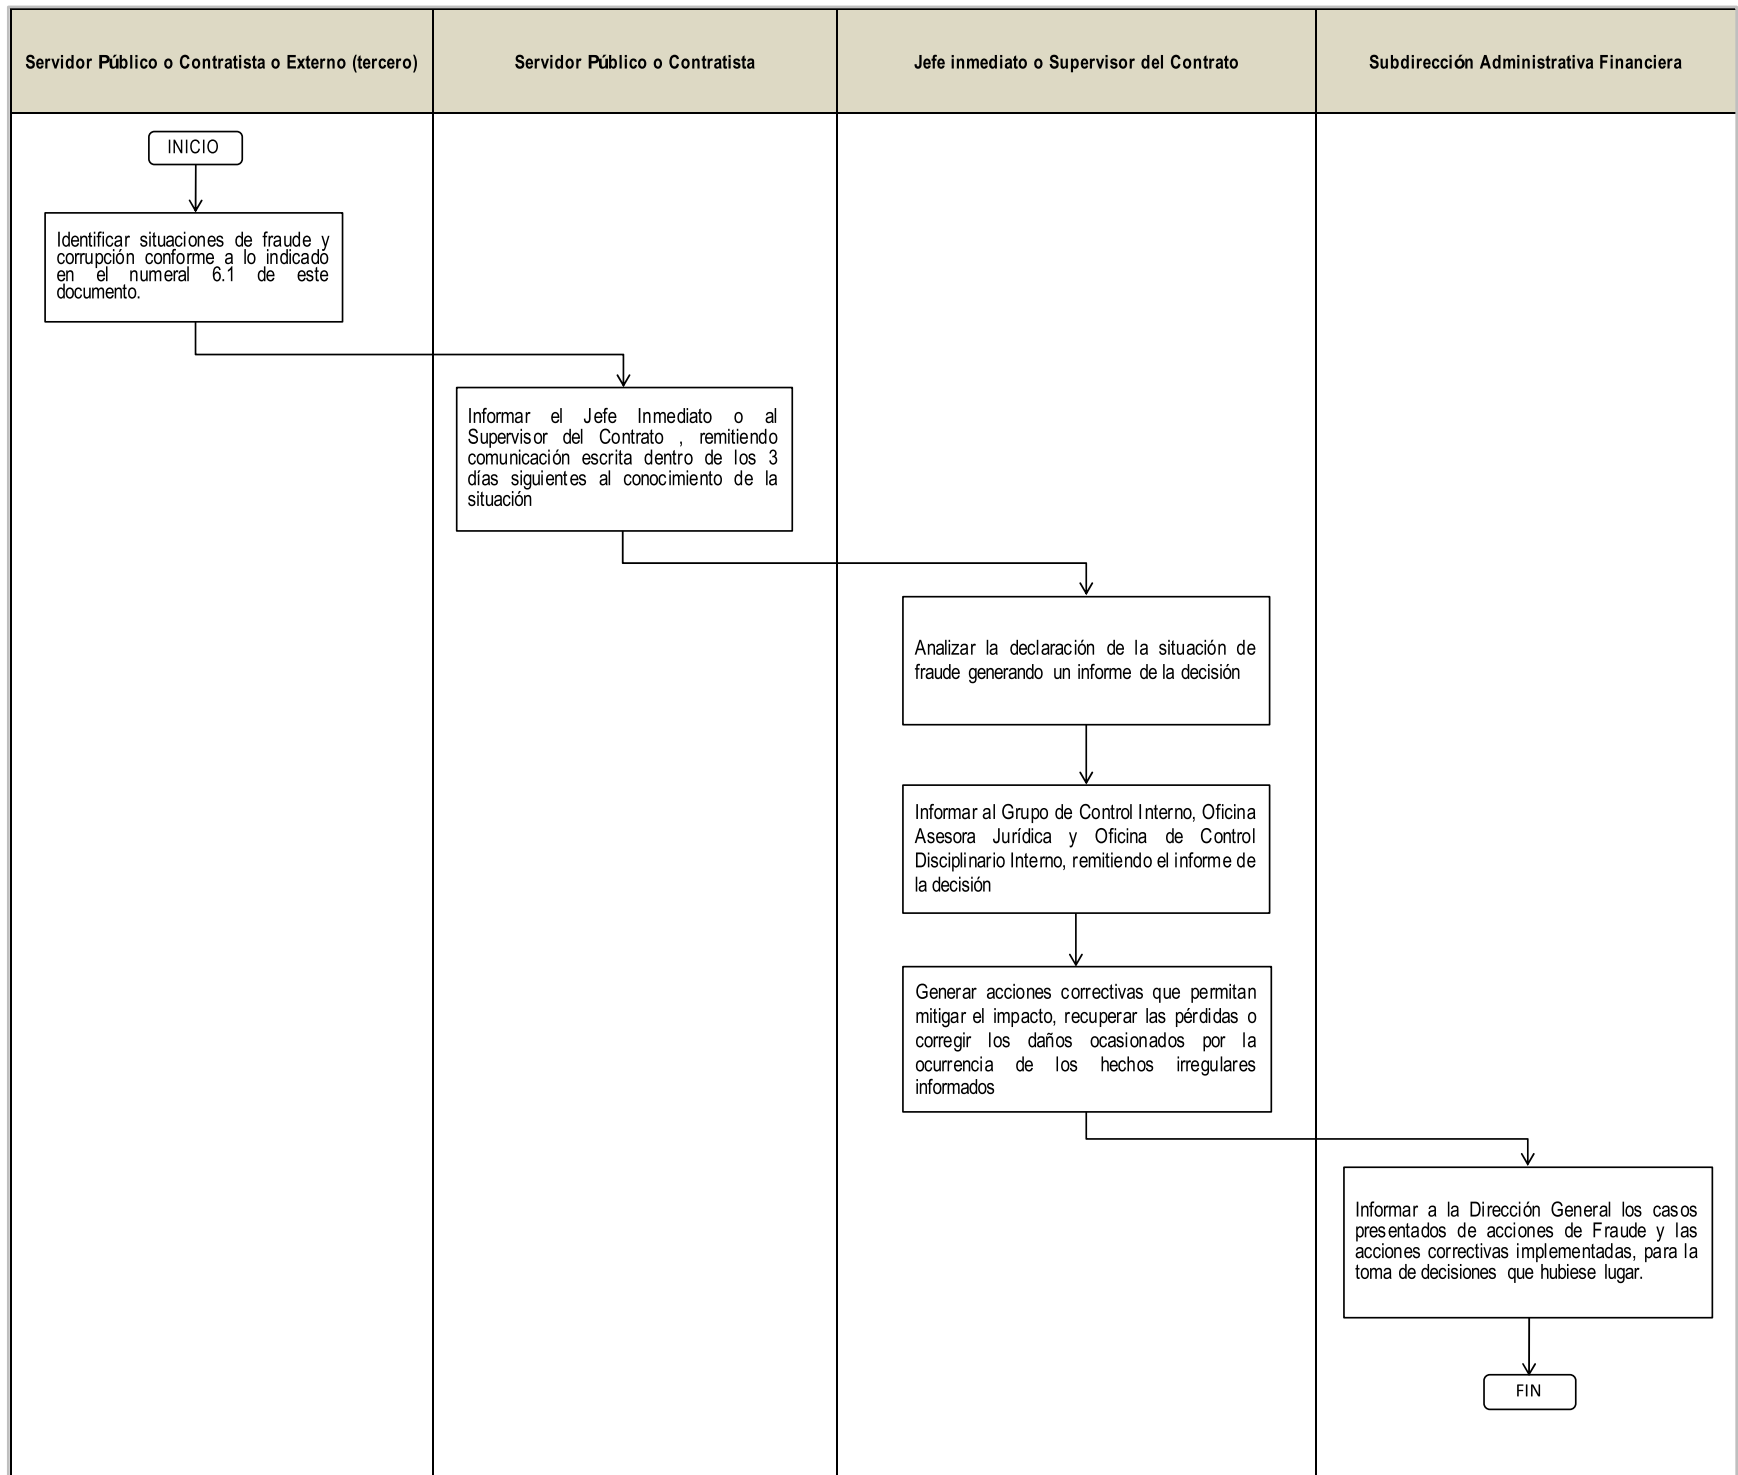 Servidor Público o Contratista o Externo (tercero)
Servidor Público o Contratista
Jefe inmediato o Supervisor del Contrato
Subdirección Administrativa Financiera
INICIO
Identificar situaciones de fraude y
corrupción conforme a lo indicado
en el numeral 6.1 de este
documento.
Informar el Jefe Inmediato o al
Supervisor del Contrato , remitiendo
comunicación escrita dentro de los 3
días siguientes al conocimiento de la
situación
Analizar la declaración de la situación de
fraude generando un informe de la decisión
Informar al Grupo de Control Interno, Oficina
Asesora Jurídica y Oficina de Control
Disciplinario Interno, remitiendo el informe de
la decisión
Generar acciones correctivas que permitan
mitigar el impacto, recuperar las pérdidas o
corregir los daños ocasionados por la
ocurrencia de los hechos irregulares
informados
Informar a la Dirección General los casos
presentados de acciones de Fraude y las
acciones correctivas implementadas, para la
toma de decisiones que hubiese lugar.
FIN